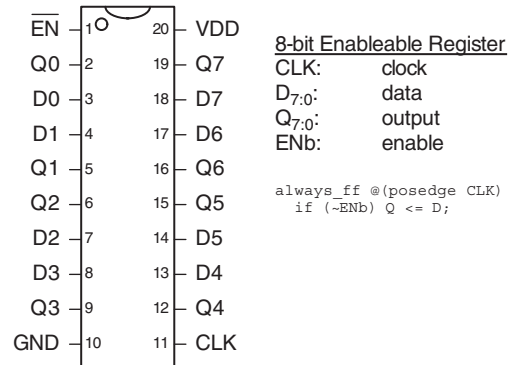 EN 1 20 VDD
Q0 2 19 Q7
D0 3 18 D7
D1 4 17 D6
Q1 5 16 Q6
Q2 6 15 Q5
D2 7 14 D5
D3 8 13 D4
Q3 9 12 Q4
GND 10 11 CLK
8-bit Enableable Register
CLK: clock
D7:0: data
Q7:0: output
ENb: enable
always_ff @(posedge CLK)
if (~ENb) Q <= D;